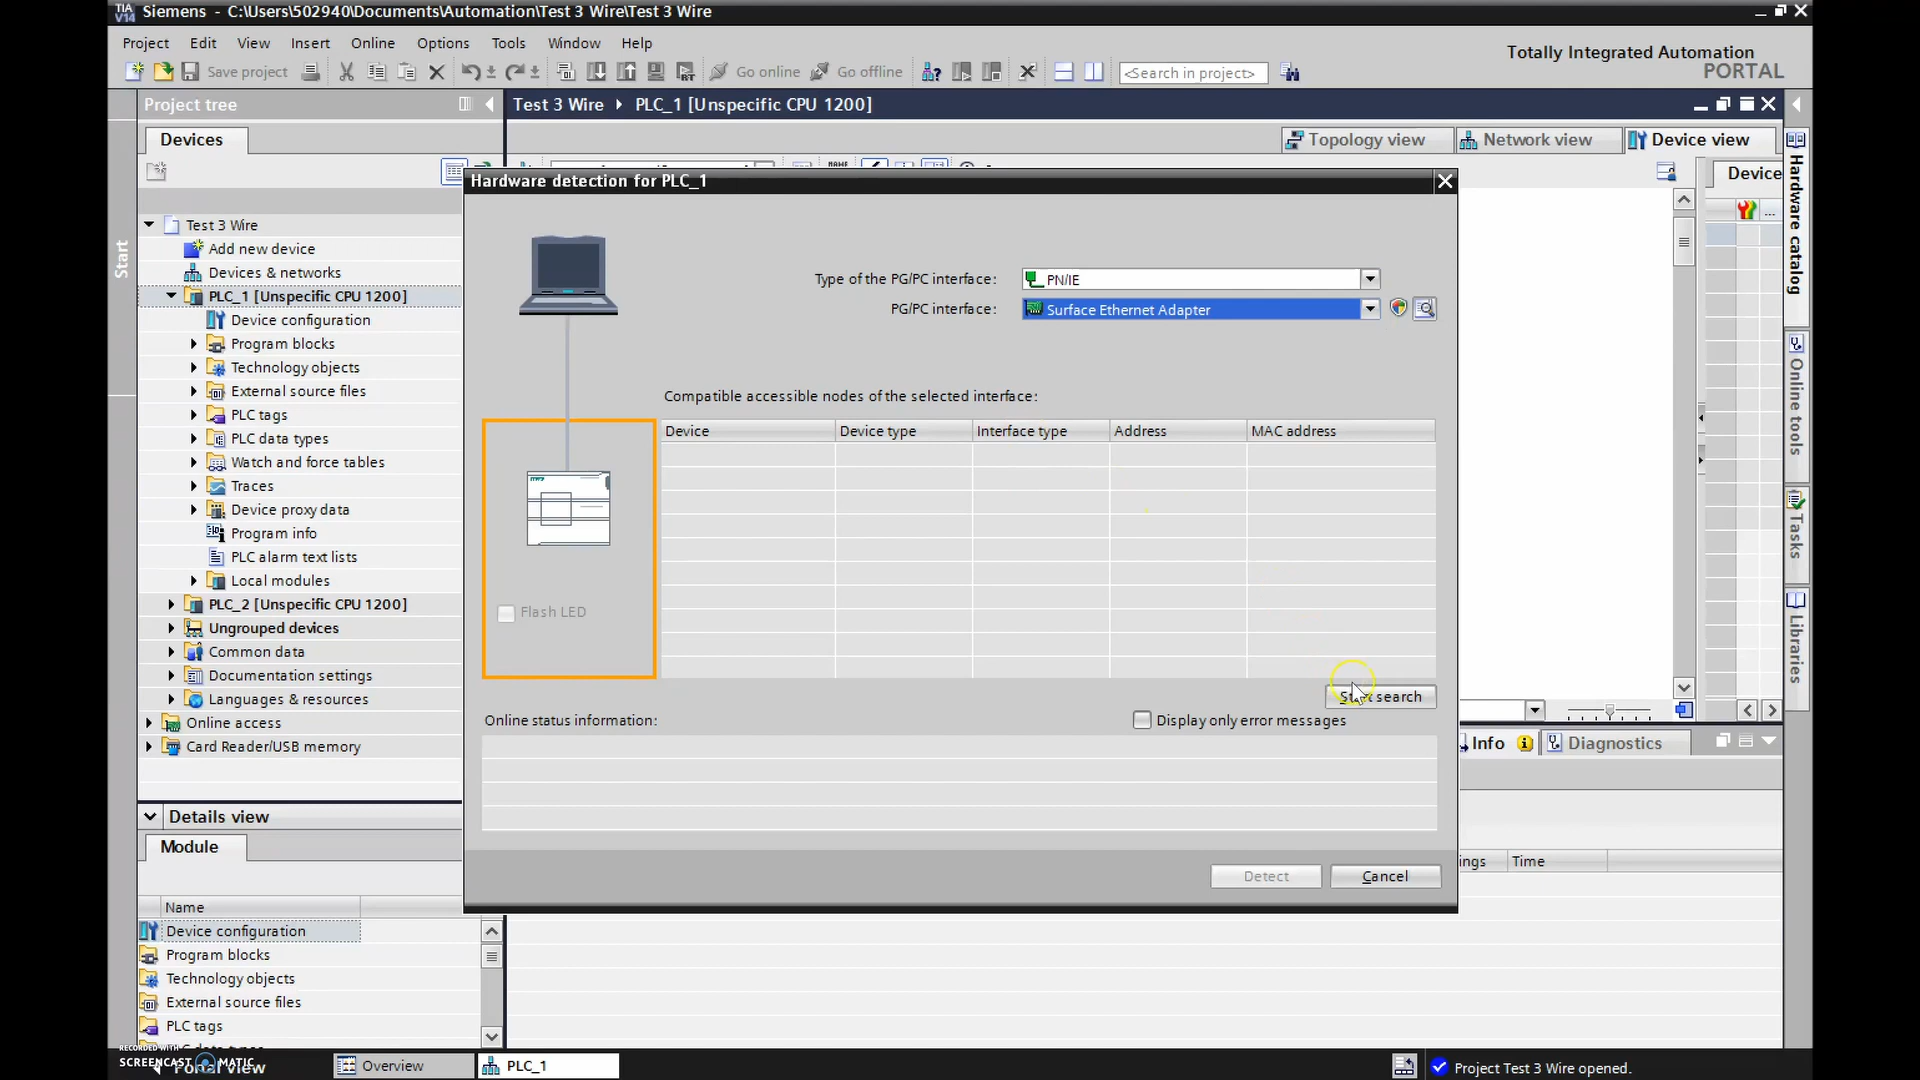 Siemens - C:\Users\502940\Documents\Automation\Test 3 Wire\Test 3 Wire
TIA
V14
Project Edit View Insert Online Options Tools Window Help
Totally Integrated Automation
PORTAL
Save project
Go online
Go offline
<Search in project>
Project tree
Test 3 Wire PLC_1 [Unspecific CPU 1200]
Devices
Topology view
Network view
Device view
Start
Hardware detection for PLC_1
Device
...
Test 3 Wire
Add new device
Devices & networks
PLC_1 [Unspecific CPU 1200]
Device configuration
Program blocks
Technology objects
External source files
PLC tags
PLC data types
Watch and force tables
Traces
Device proxy data
Program info
PLC alarm text lists
Local modules
PLC_2 [Unspecific CPU 1200]
Ungrouped devices
Common data
Documentation settings
Languages & resources
Online access
Card Reader/USB memory
Type of the PG/PC interface: PN/IE
PG/PC interface: Surface Ethernet Adapter
Compatible accessible nodes of the selected interface:
Device Device type Interface type Address MAC address
Flash LED
Start search
Online status information:
Display only error messages
Detect
Cancel
Hardware catalog
Online tools
Tasks
Libraries
Info
Diagnostics
ings Time
Details view
Module
Name
Device configuration
Program blocks
Technology objects
External source files
PLC tags
RECORDED WITH
SCREENCAST MATIC
Portal view
Overview
PLC_1
Project Test 3 Wire opened.